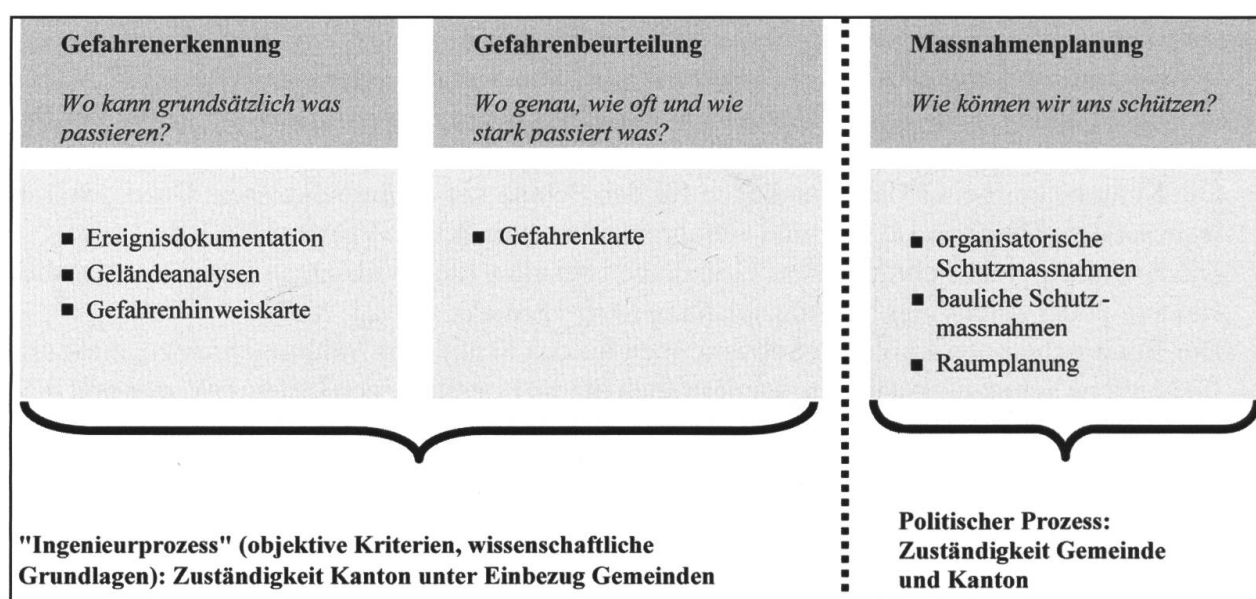 Gefahrenerkennung
Wo kann grundsätzlich was
passieren?
Gefahrenbeurteilung
Wo genau, wie oft und wie
stark passiert was?
Massnahmenplanung
Wie können wir uns schützen?
■ Ereignisdokumentation
■ Geländeanalysen
■ Gefahrenhinweiskarte
■ Gefahrenkarte
■ organisatorische
Schutzmassnahmen
■ bauliche Schutz-
massnahmen
■ Raumplanung
"Ingenieurprozess" (objektive Kriterien, wissenschaftliche
Grundlagen): Zuständigkeit Kanton unter Einbezug Gemeinden
Politischer Prozess:
Zuständigkeit Gemeinde
und Kanton